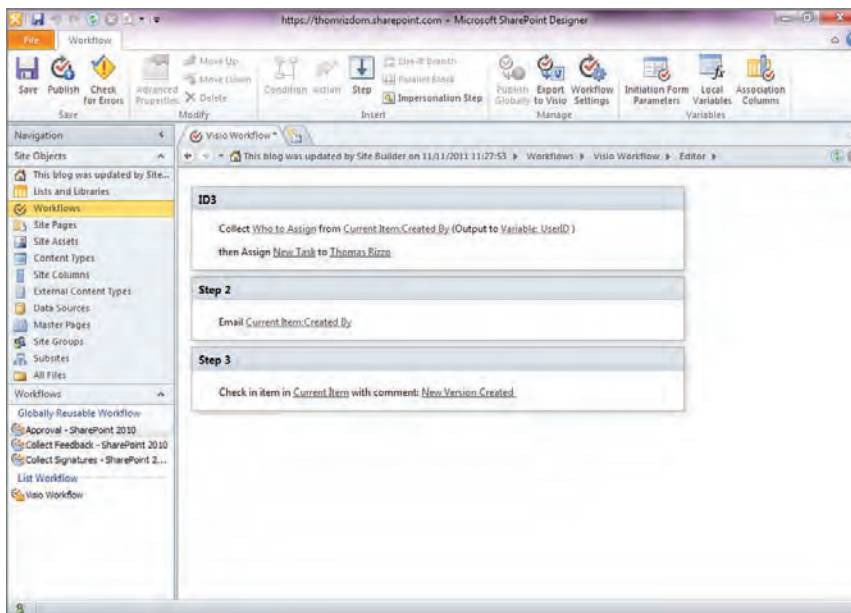 https://thomrizdom.sharepoint.com - Microsoft SharePoint Designer
File Workflow
Save Publish Check for Errors
Advanced Properties
Move Up
Move Down
Delete
Condition Action Step
Else-If Branch
Parallel Block
Impersonation Step
Publish Globally
Export to Visio
Workflow Settings
Initiation Form Parameters
Local Variables
Association Columns
Save Modify Insert Manage Variables
Navigation
Visio Workflow *
Site Objects
This blog was updated by Site Builder on 11/11/2011 11:27:53 Workflows Visio Workflow Editor
This blog was updated by Site...
Lists and Libraries
Workflows
Site Pages
Site Assets
Content Types
Site Columns
External Content Types
Data Sources
Master Pages
Site Groups
Subsites
All Files
Workflows
Globally Reusable Workflow
Approval - SharePoint 2010
Collect Feedback - SharePoint 2010
Collect Signatures - SharePoint 2...
List Workflow
Visio Workflow
ID3
Collect Who to Assign from Current Item:Created By (Output to Variable: UserID )
then Assign New Task to Thomas Rizzo
Step 2
Email Current Item:Created By
Step 3
Check in item in Current Item with comment: New Version Created